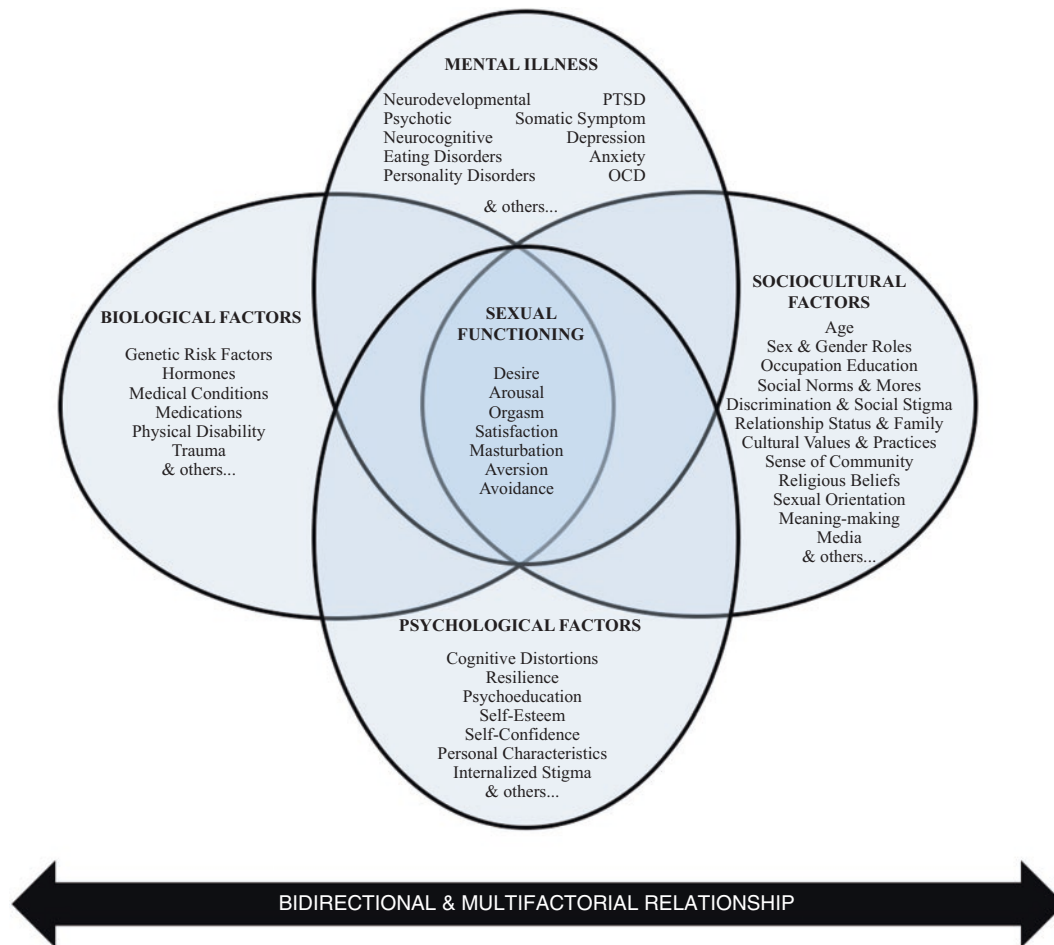 MENTAL ILLNESS
Neurodevelopmental PTSD
Psychotic Somatic Symptom
Neurocognitive Depression
Eating Disorders Anxiety
Personality Disorders OCD
& others...
BIOLOGICAL FACTORS
Genetic Risk Factors
Hormones
Medical Conditions
Medications
Physical Disability
Trauma
& others...
SEXUAL
FUNCTIONING
Desire
Arousal
Orgasm
Satisfaction
Masturbation
Aversion
Avoidance
SOCIOCULTURAL
FACTORS
Age
Sex & Gender Roles
Occupation Education
Social Norms & Mores
Discrimination & Social Stigma
Relationship Status & Family
Cultural Values & Practices
Sense of Community
Religious Beliefs
Sexual Orientation
Meaning-making
Media
& others...
PSYCHOLOGICAL FACTORS
Cognitive Distortions
Resilience
Psychoeducation
Self-Esteem
Self-Confidence
Personal Characteristics
Internalized Stigma
& others...
BIDIRECTIONAL & MULTIFACTORIAL RELATIONSHIP